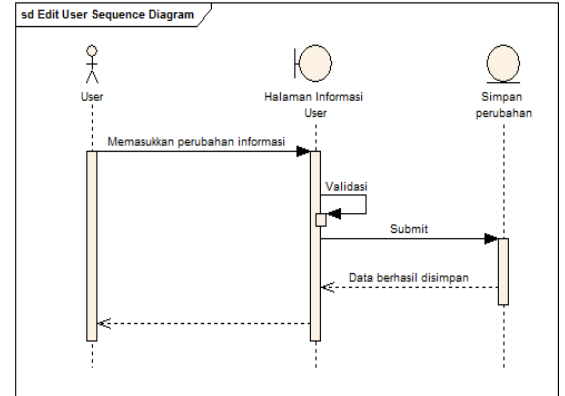 sd Edit User Sequence Diagram
User
Halaman Informasi
User
Simpan
perubahan
Memasukkan perubahan informasi
Validasi
Submit
Data berhasil disimpan